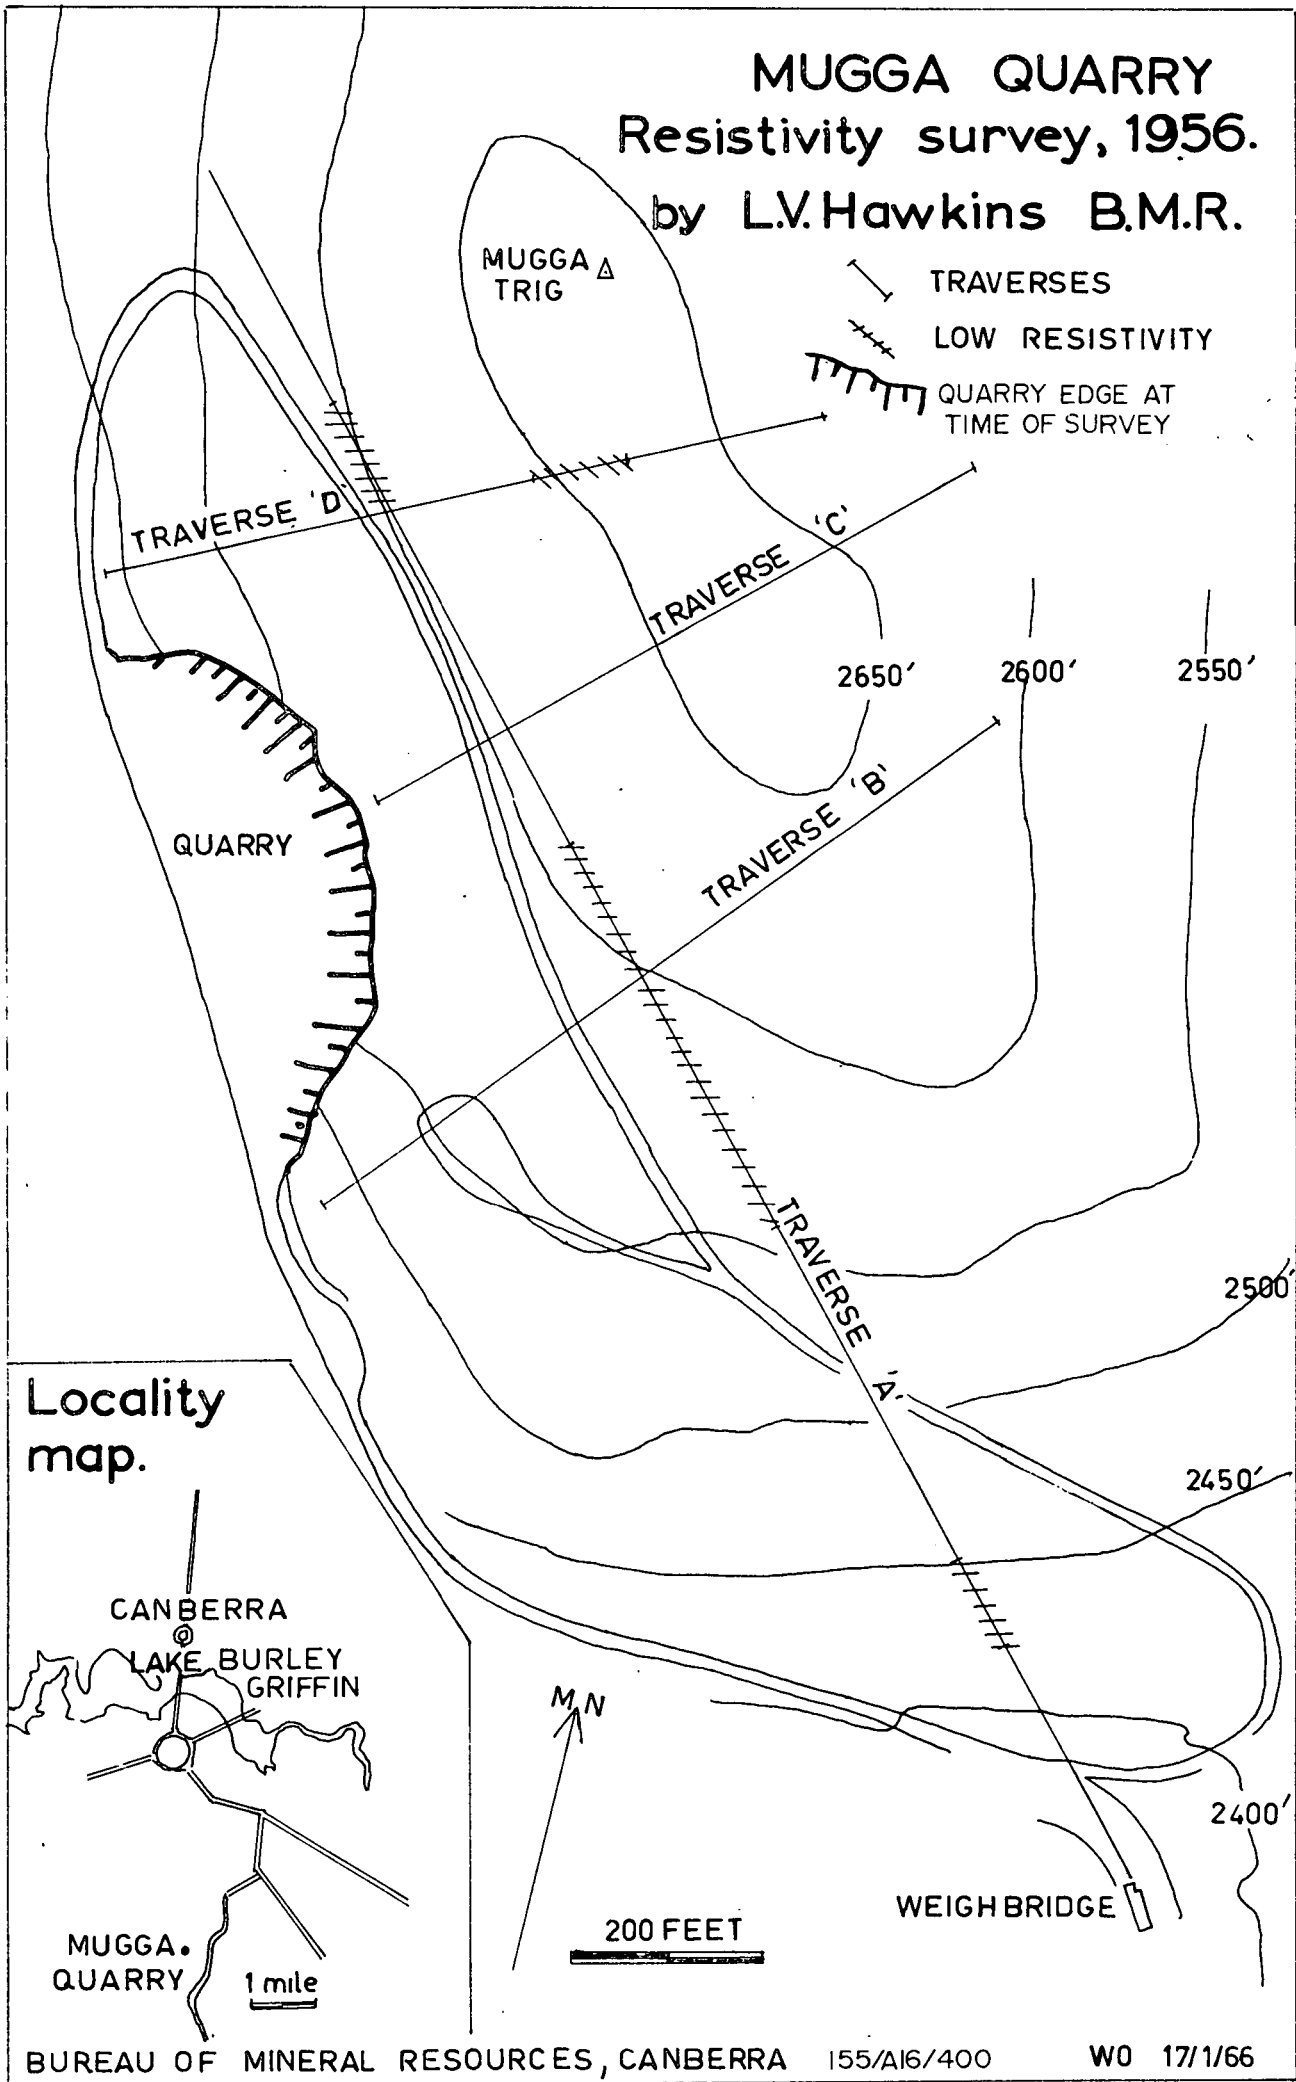 MUGGA QUARRY
Resistivity survey, 1956.
by L.V. Hawkins B.M.R.
TRAVERSES
LOW RESISTIVITY
QUARRY EDGE AT
TIME OF SURVEY
MUGGA
TRIG
TRAVERSE 'D'
TRAVERSE 'C'
2650'
2600'
2550'
TRAVERSE 'B'
QUARRY
TRAVERSE 'A'
2500'
2450'
2400'
Locality
map.
CANBERRA
LAKE BURLEY
GRIFFIN
MUGGA
QUARRY
1 mile
M N
200 FEET
WEIGHBRIDGE
BUREAU OF MINERAL RESOURCES, CANBERRA 155/A16/400 WO 17/1/66